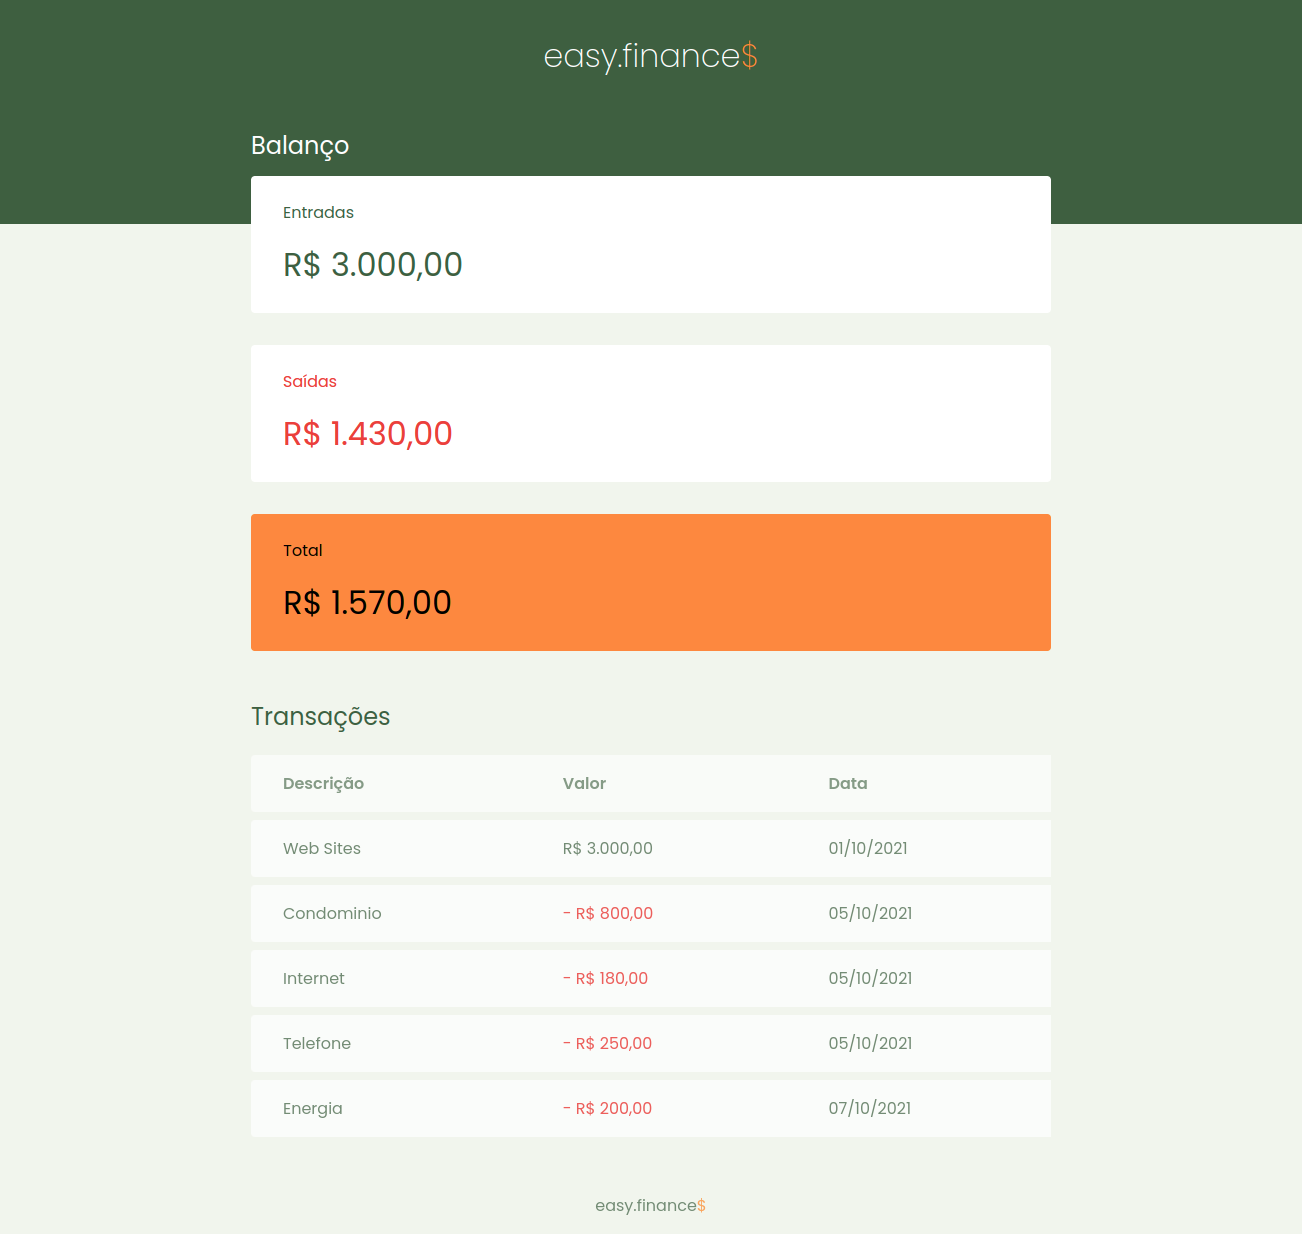 easy.finance$
Balanço
Entradas
R$ 3.000,00
Saídas
R$ 1.430,00
Total
R$ 1.570,00
Transações
Descrição Valor Data
Web Sites R$ 3.000,00 01/10/2021
Condominio - R$ 800,00 05/10/2021
Internet - R$ 180,00 05/10/2021
Telefone - R$ 250,00 05/10/2021
Energia - R$ 200,00 07/10/2021
easy.finance$